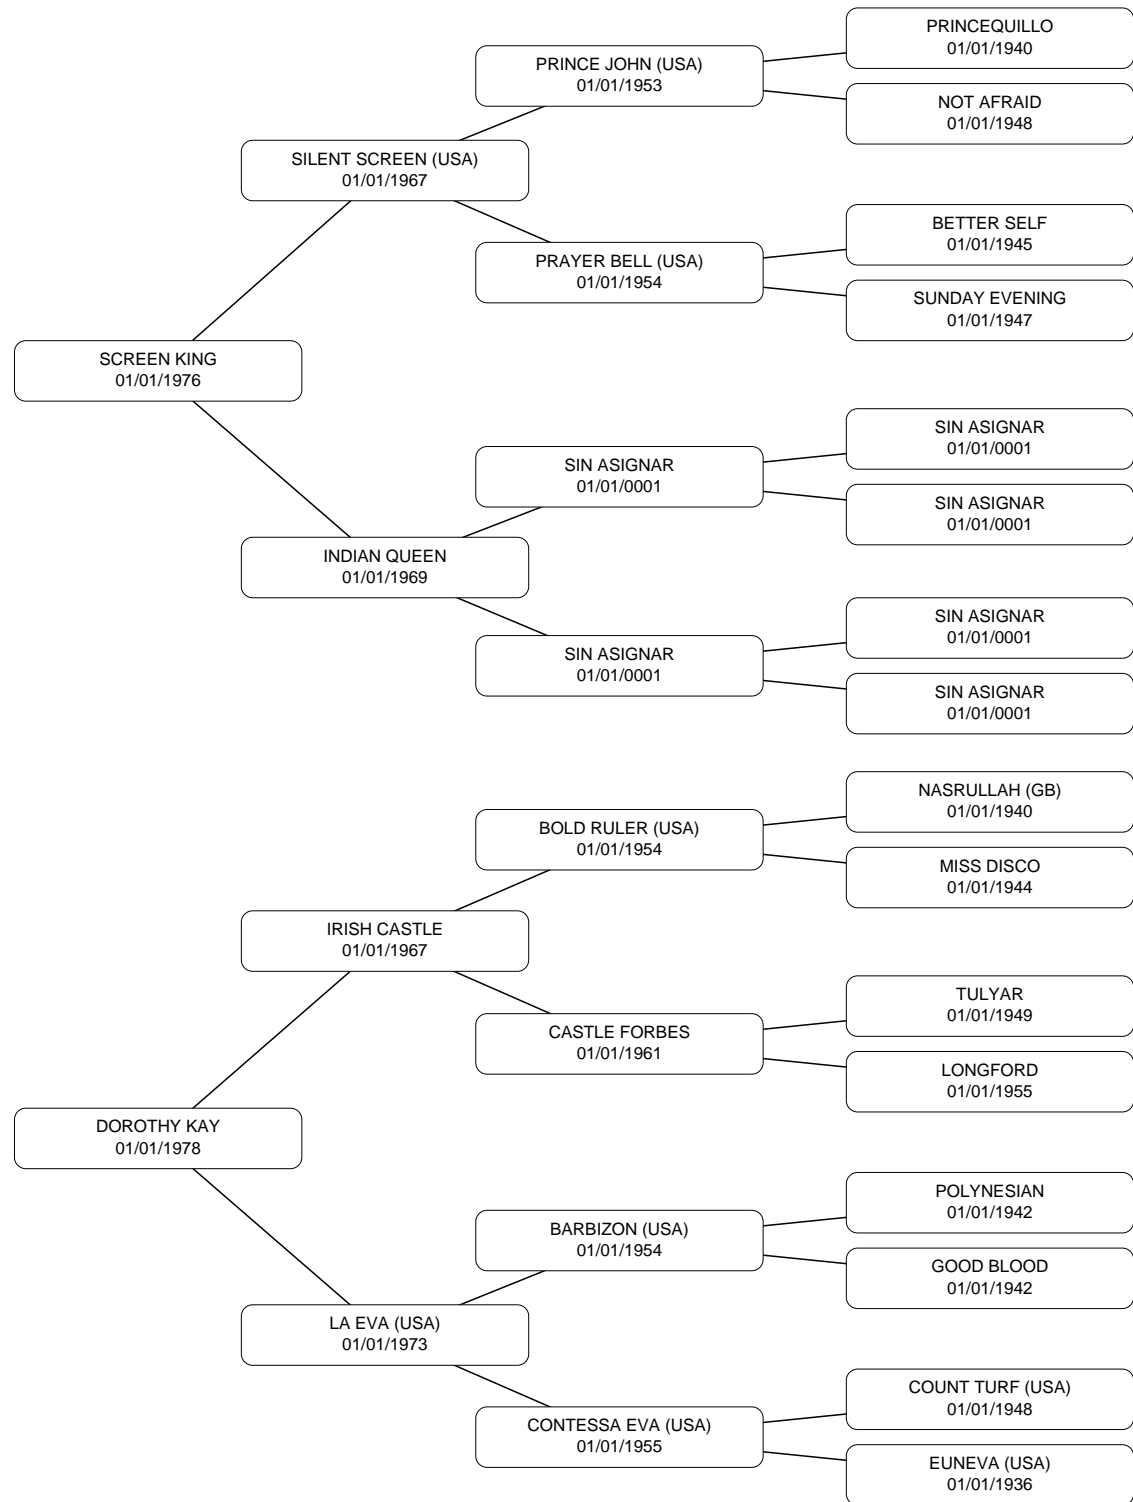 PRINCEQUILLO
01/01/1940
PRINCE JOHN (USA)
01/01/1953
NOT AFRAID
01/01/1948
SILENT SCREEN (USA)
01/01/1967
BETTER SELF
01/01/1945
PRAYER BELL (USA)
01/01/1954
SUNDAY EVENING
01/01/1947
SCREEN KING
01/01/1976
SIN ASIGNAR
01/01/0001
SIN ASIGNAR
01/01/0001
SIN ASIGNAR
01/01/0001
INDIAN QUEEN
01/01/1969
SIN ASIGNAR
01/01/0001
SIN ASIGNAR
01/01/0001
SIN ASIGNAR
01/01/0001
NASRULLAH (GB)
01/01/1940
BOLD RULER (USA)
01/01/1954
MISS DISCO
01/01/1944
IRISH CASTLE
01/01/1967
TULYAR
01/01/1949
CASTLE FORBES
01/01/1961
LONGFORD
01/01/1955
DOROTHY KAY
01/01/1978
POLYNESIAN
01/01/1942
BARBIZON (USA)
01/01/1954
GOOD BLOOD
01/01/1942
LA EVA (USA)
01/01/1973
COUNT TURF (USA)
01/01/1948
CONTESSA EVA (USA)
01/01/1955
EUNEVA (USA)
01/01/1936